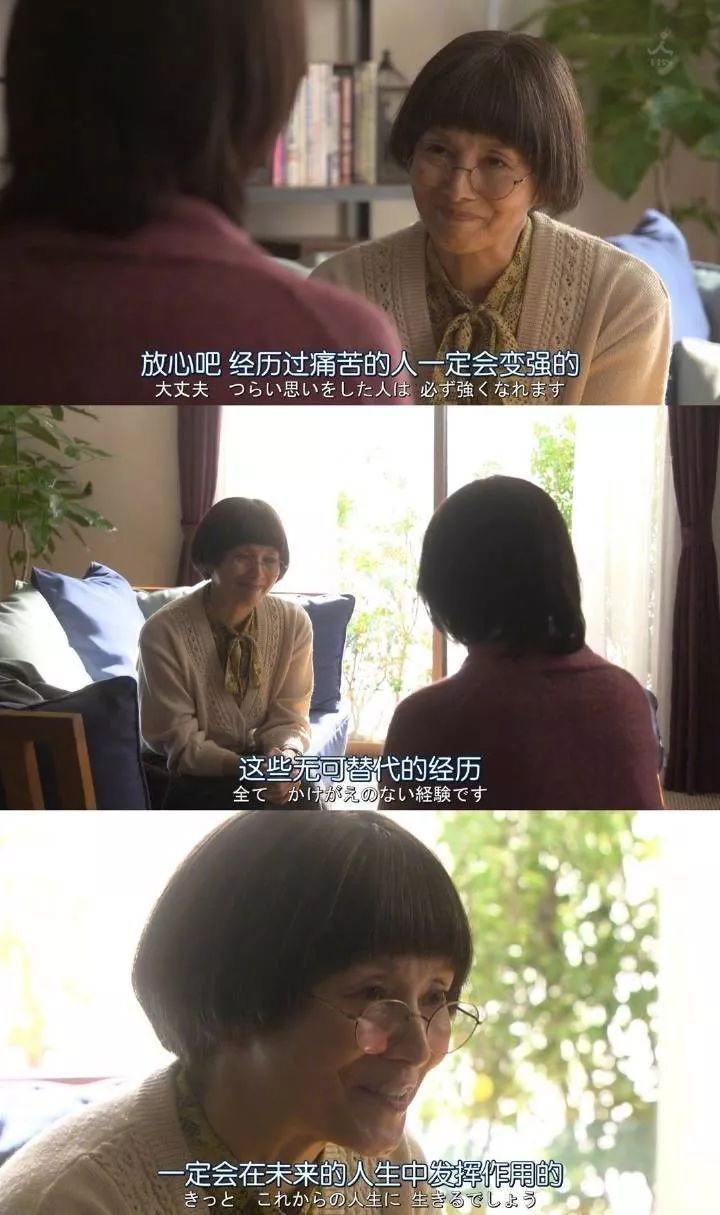 放心吧 经历过痛苦的人一定会变强的
大丈夫 つらい思いをした人は 必ず強くなれます
这些无可替代的经历
全て かけがえのない経験です
一定会在未来的人生中发挥作用的
きっと これからの人生に 生きるでしょう